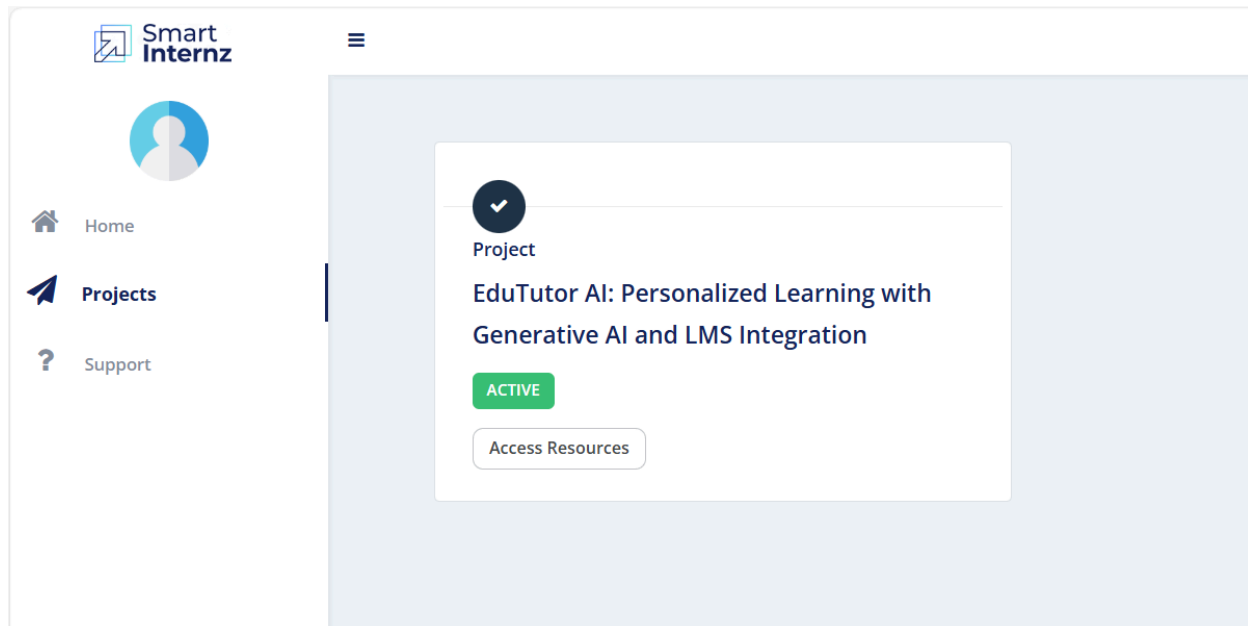 Smart
Internz
Home
Projects
? Support
Project
EduTutor AI: Personalized Learning with
Generative AI and LMS Integration
ACTIVE
Access Resources